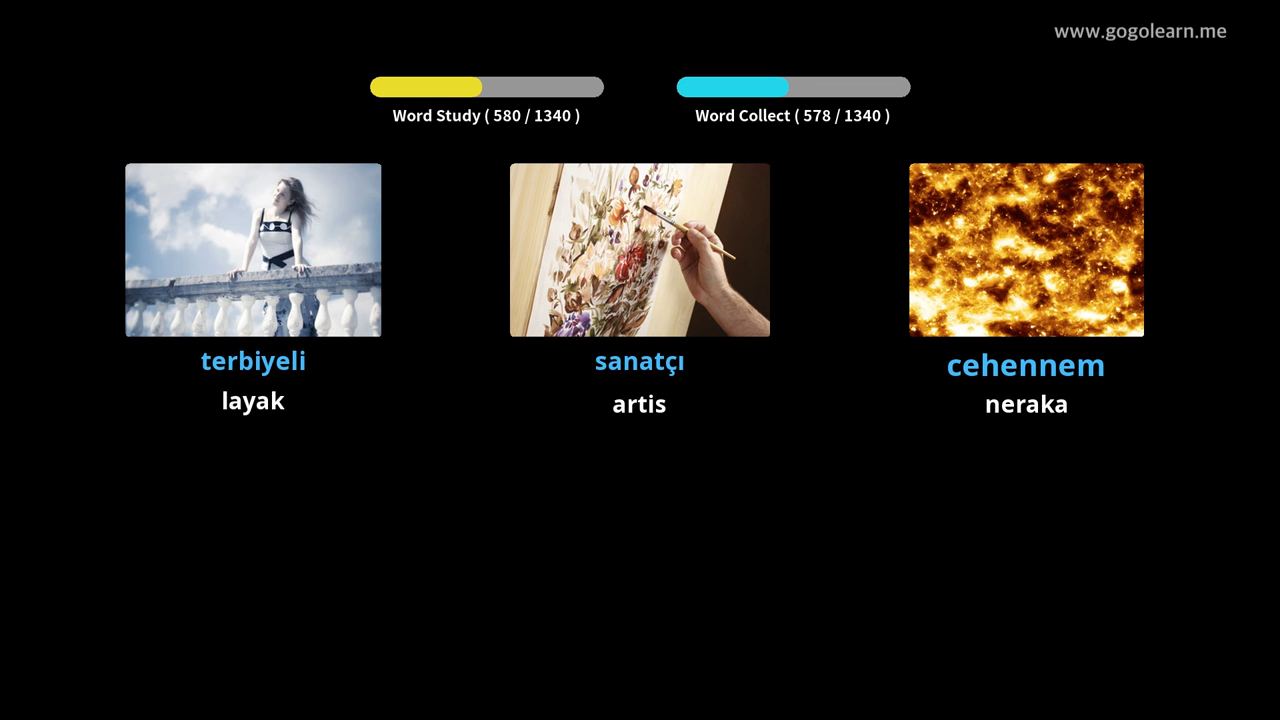 www.gogolearn.me
Word Study ( 580 / 1340 )
Word Collect ( 578 / 1340 )
terbiyeli
layak
sanatçı
artis
cehennem
neraka